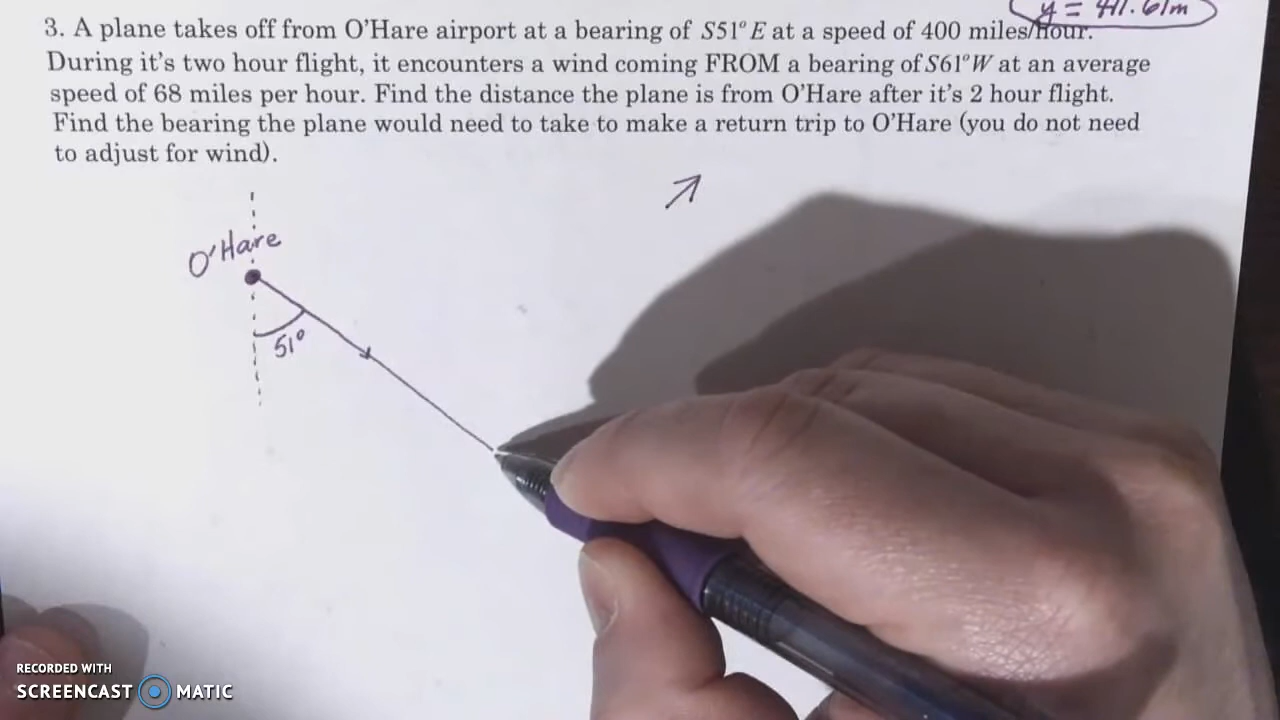 y = 411.61m
3. A plane takes off from O'Hare airport at a bearing of S51°E at a speed of 400 miles/hour.
During it's two hour flight, it encounters a wind coming FROM a bearing of S61°W at an average
speed of 68 miles per hour. Find the distance the plane is from O'Hare after it's 2 hour flight.
Find the bearing the plane would need to take to make a return trip to O'Hare (you do not need
to adjust for wind).
O'Hare
51°
RECORDED WITH
SCREENCAST MATIC